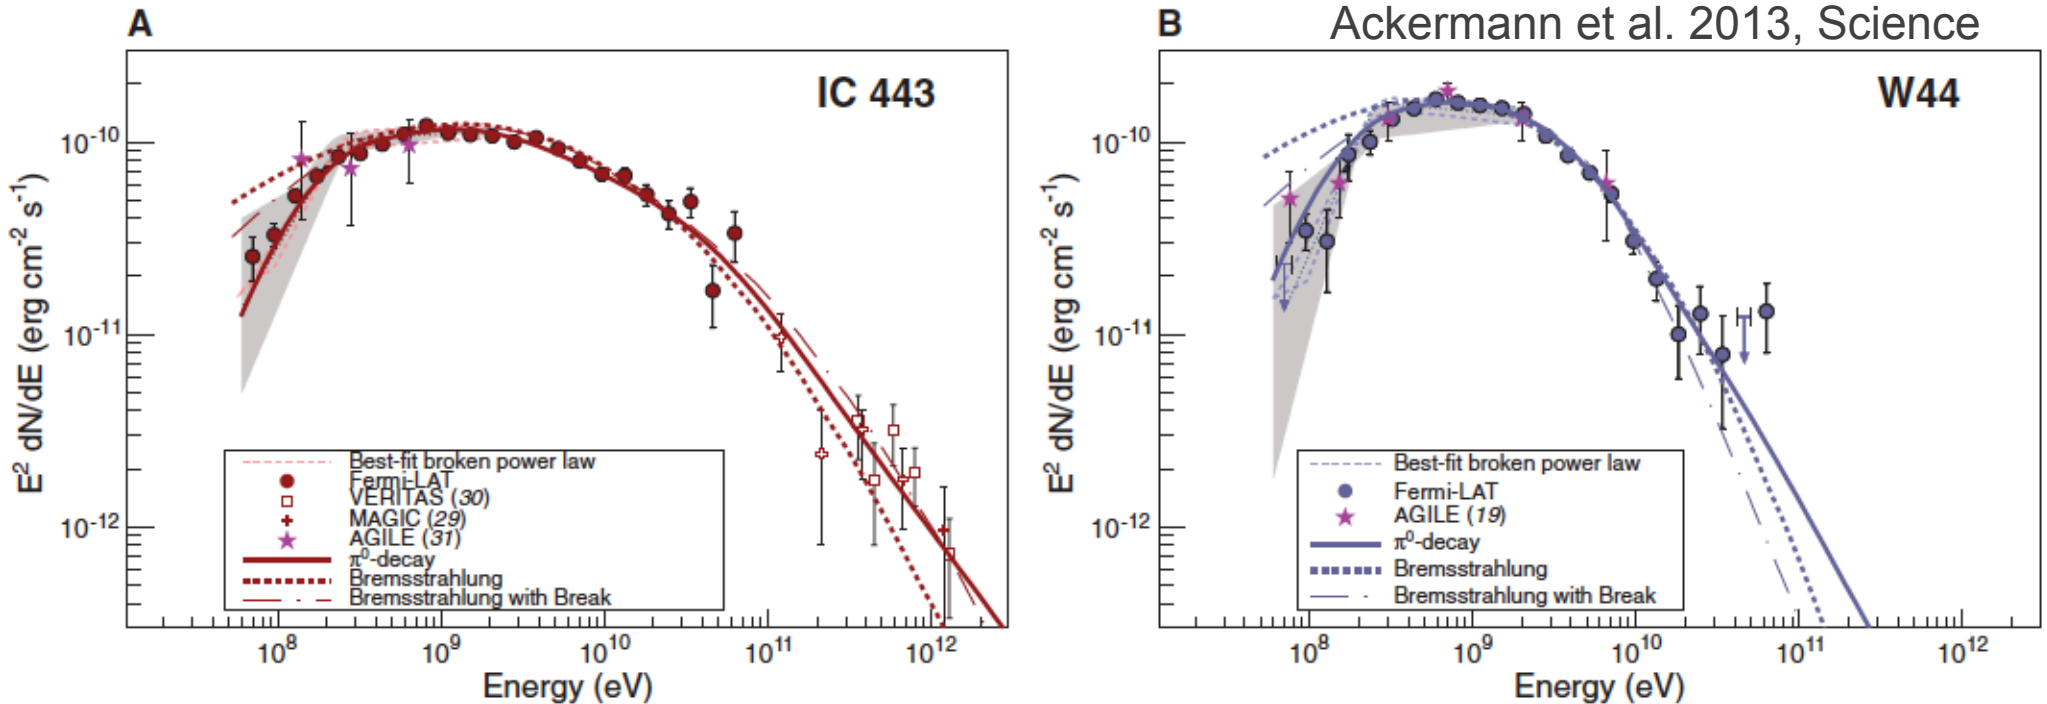 A
IC 443
E² dN/dE (erg cm⁻² s⁻¹)
10⁻¹⁰
10⁻¹¹
10⁻¹²
Best-fit broken power law
Fermi-LAT
VERITAS (30)
MAGIC (29)
AGILE (31)
π⁰-decay
Bremsstrahlung
Bremsstrahlung with Break
10⁸ 10⁹ 10¹⁰ 10¹¹ 10¹²
Energy (eV)
B
Ackermann et al. 2013, Science
W44
E² dN/dE (erg cm⁻² s⁻¹)
10⁻¹⁰
10⁻¹¹
10⁻¹²
Best-fit broken power law
Fermi-LAT
AGILE (19)
π⁰-decay
Bremsstrahlung
Bremsstrahlung with Break
10⁸ 10⁹ 10¹⁰ 10¹¹ 10¹²
Energy (eV)